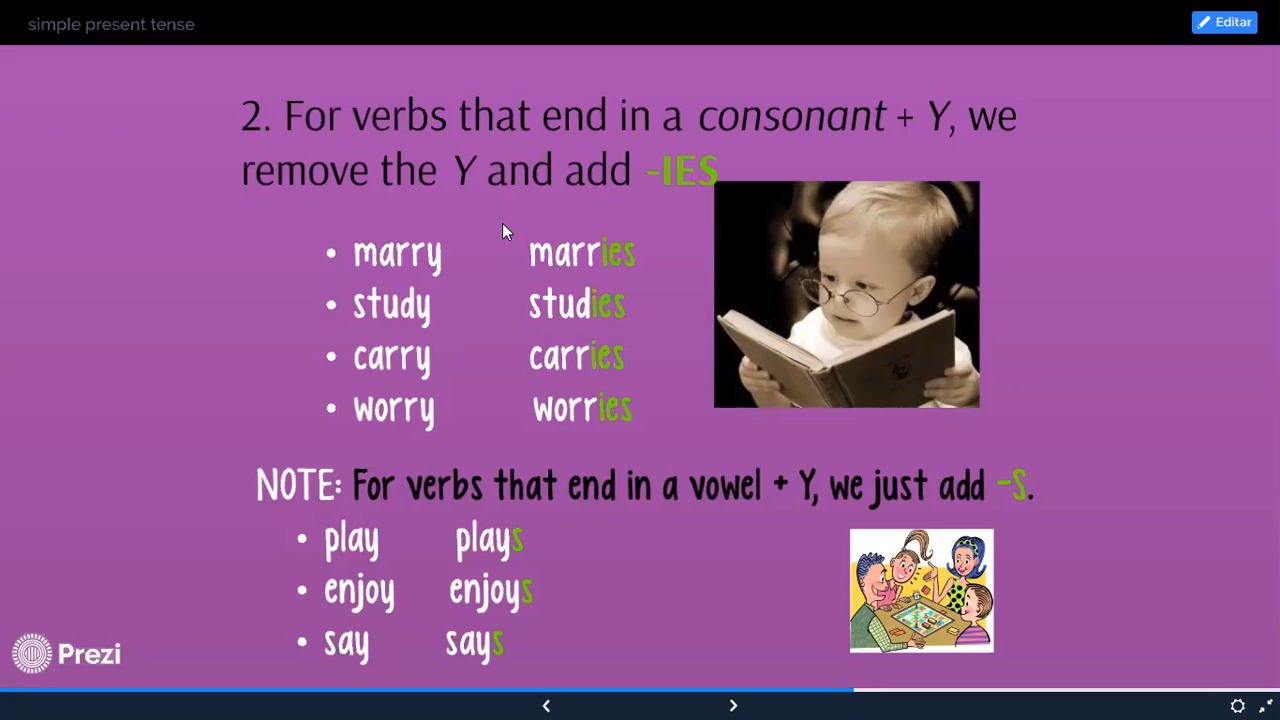 simple present tense
Editar
2. For verbs that end in a consonant + Y, we
remove the Y and add -IES
• marry marries
• study studies
• carry carries
• worry worries
NOTE: For verbs that end in a vowel + Y, we just add -S.
• play plays
• enjoy enjoys
• say says
Prezi